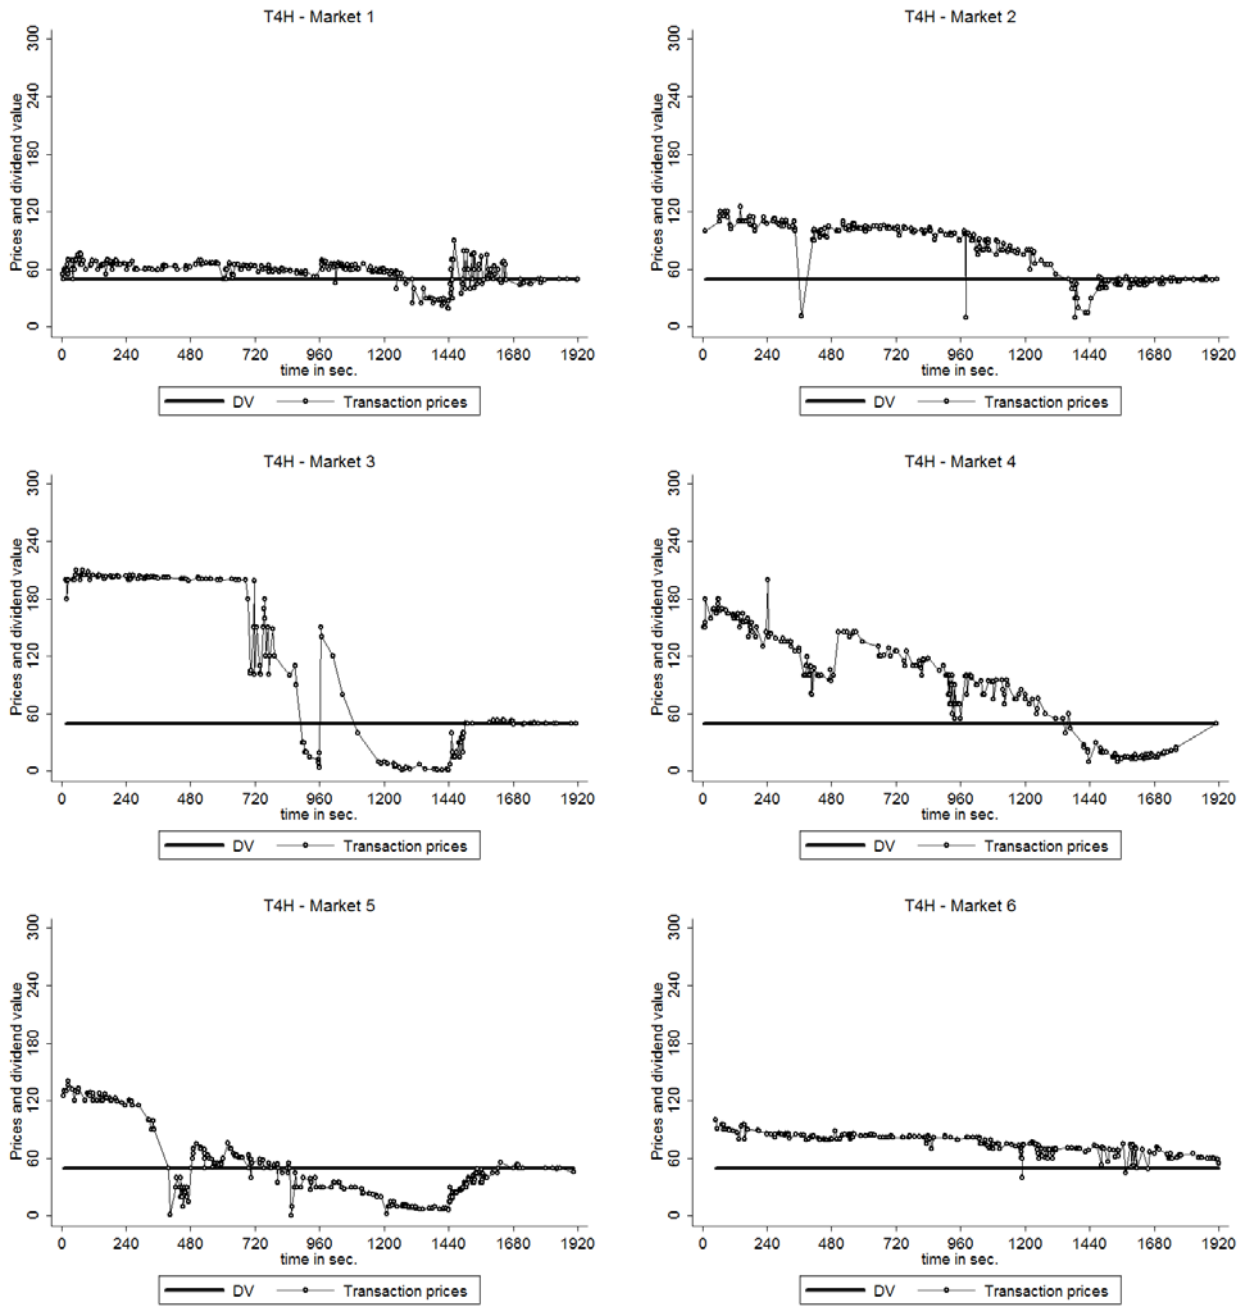 T4H - Market 1
Prices and dividend value
300
240
180
120
60
0
0 240 480 720 960 1200 1440 1680 1920
time in sec.
DV Transaction prices
T4H - Market 2
Prices and dividend value
300
240
180
120
60
0
0 240 480 720 960 1200 1440 1680 1920
time in sec.
DV Transaction prices
T4H - Market 3
Prices and dividend value
300
240
180
120
60
0
0 240 480 720 960 1200 1440 1680 1920
time in sec.
DV Transaction prices
T4H - Market 4
Prices and dividend value
300
240
180
120
60
0
0 240 480 720 960 1200 1440 1680 1920
time in sec.
DV Transaction prices
T4H - Market 5
Prices and dividend value
300
240
180
120
60
0
0 240 480 720 960 1200 1440 1680 1920
time in sec.
DV Transaction prices
T4H - Market 6
Prices and dividend value
300
240
180
120
60
0
0 240 480 720 960 1200 1440 1680 1920
time in sec.
DV Transaction prices